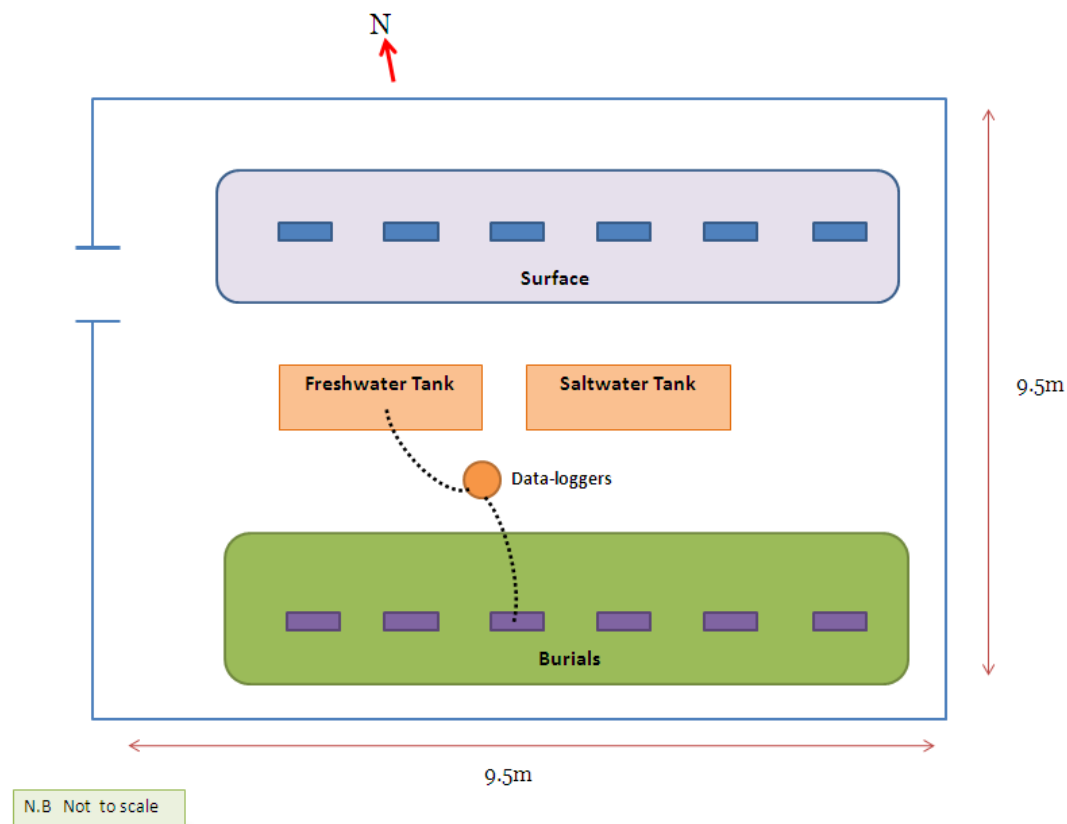 N
Surface
Freshwater Tank
Saltwater Tank
9.5m
Data-loggers
Burials
9.5m
N.B Not to scale